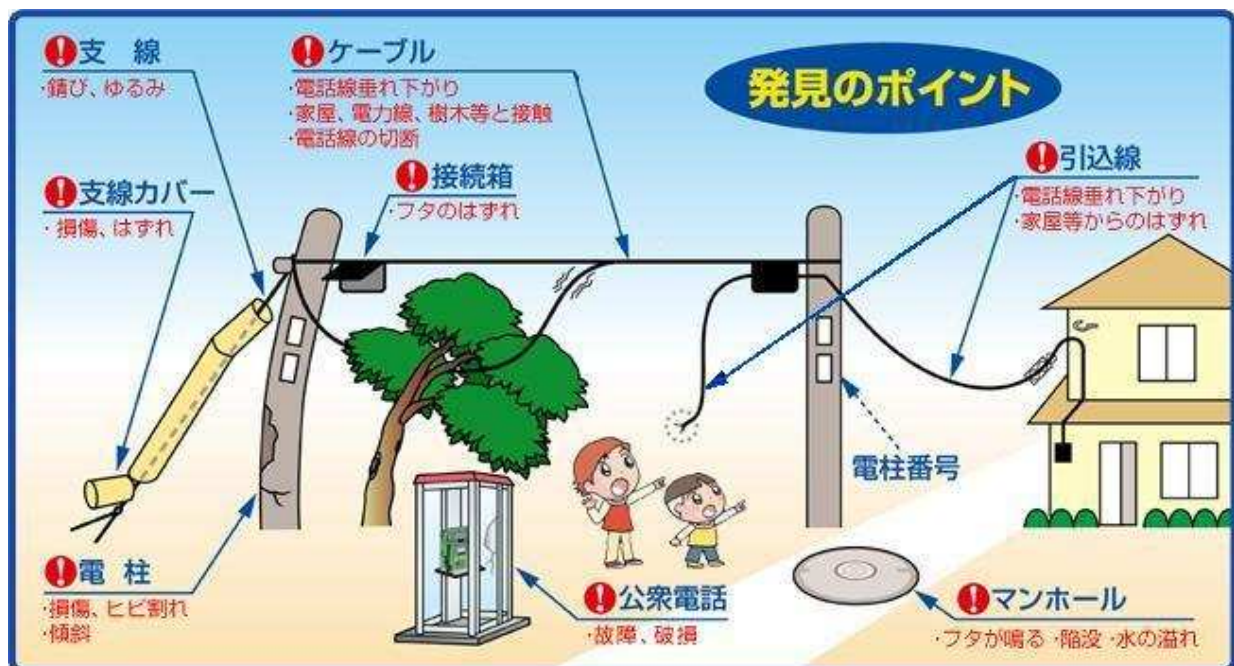 発見のポイント
支線
・錆び、ゆるみ
ケーブル
・電話線垂れ下がり
・家屋、電力線、樹木等と接触
・電話線の切断
引込線
・電話線垂れ下がり
・家屋等からのはずれ
支線カバー
・損傷、はずれ
接続箱
・フタのはずれ
電柱番号
電柱
・損傷、ヒビ割れ
・傾斜
公衆電話
・故障、破損
マンホール
・フタが鳴る ・陥没 ・水の溢れ